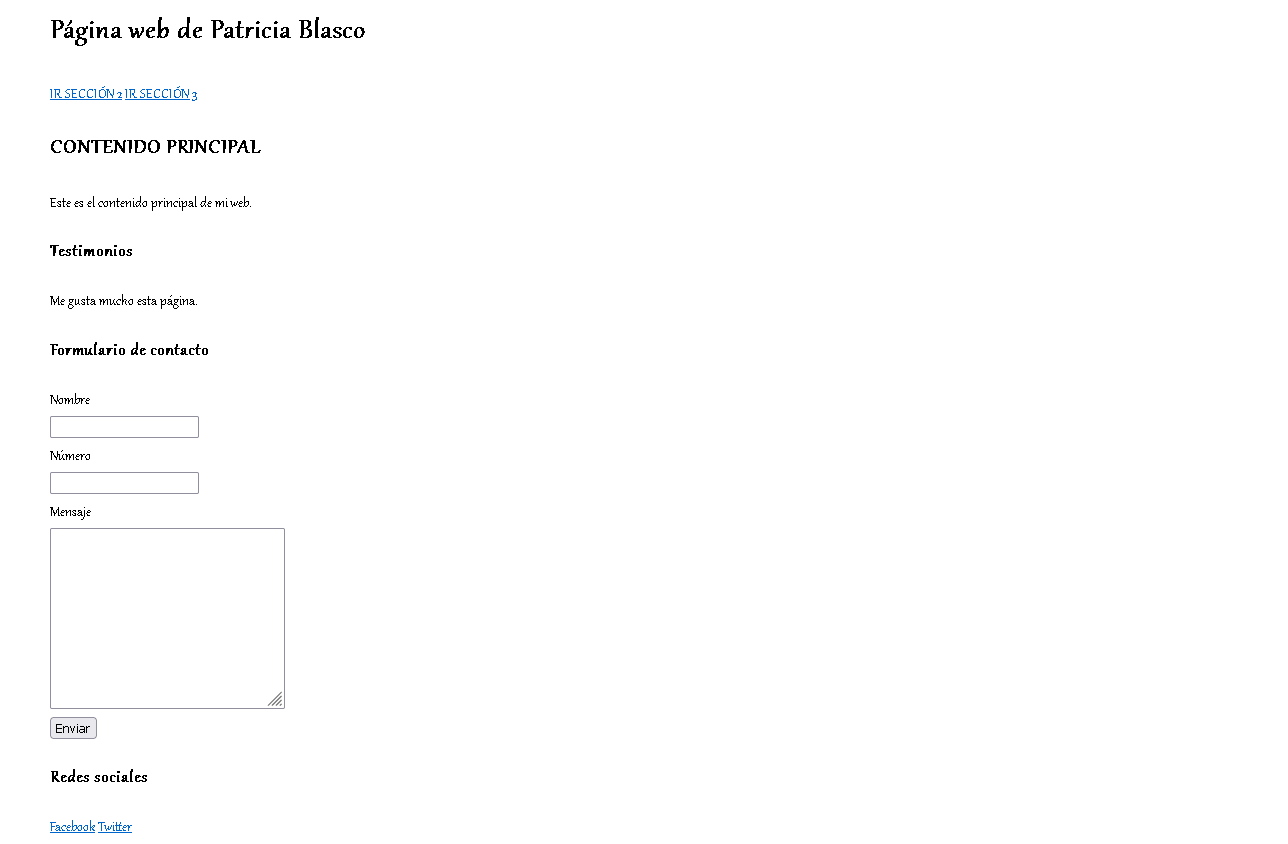 Página web de Patricia Blasco
IR SECCIÓN 2 IR SECCIÓN 3
CONTENIDO PRINCIPAL
Este es el contenido principal de mi web.
Testimonios
Me gusta mucho esta página.
Formulario de contacto
Nombre
Número
Mensaje
Enviar
Redes sociales
Facebook Twitter